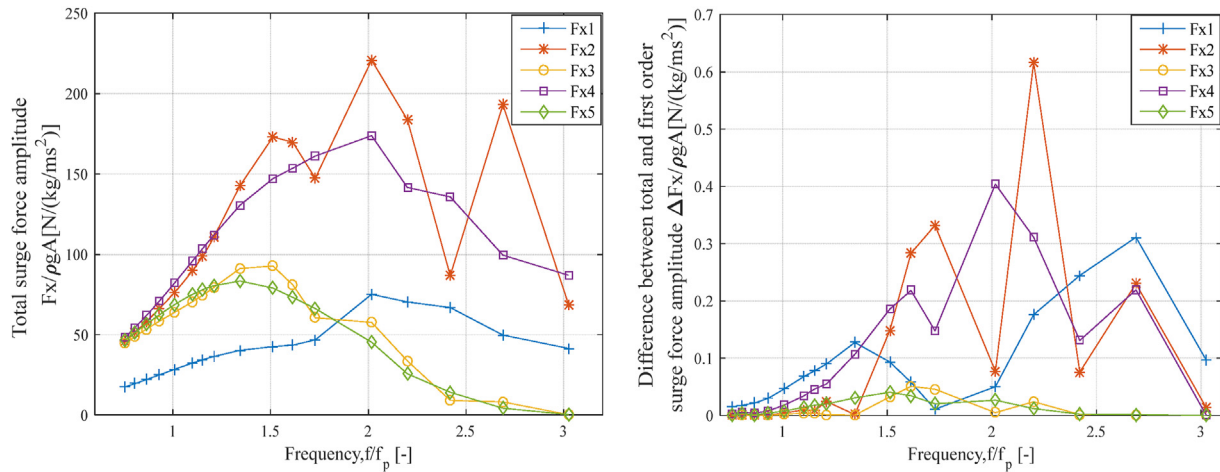 Total surge force amplitude
Fx/ρgA[N/(kg/ms²)]
250
200
150
100
50
0
1
1.5
2
2.5
3
Frequency,f/fₚ [-]
Fx1
Fx2
Fx3
Fx4
Fx5
Difference between total and first order
surge force amplitude ΔFx/ρgA[N/(kg/ms²)]
0.7
0.6
0.5
0.4
0.3
0.2
0.1
0
1
1.5
2
2.5
3
Frequency,f/fₚ [-]
Fx1
Fx2
Fx3
Fx4
Fx5